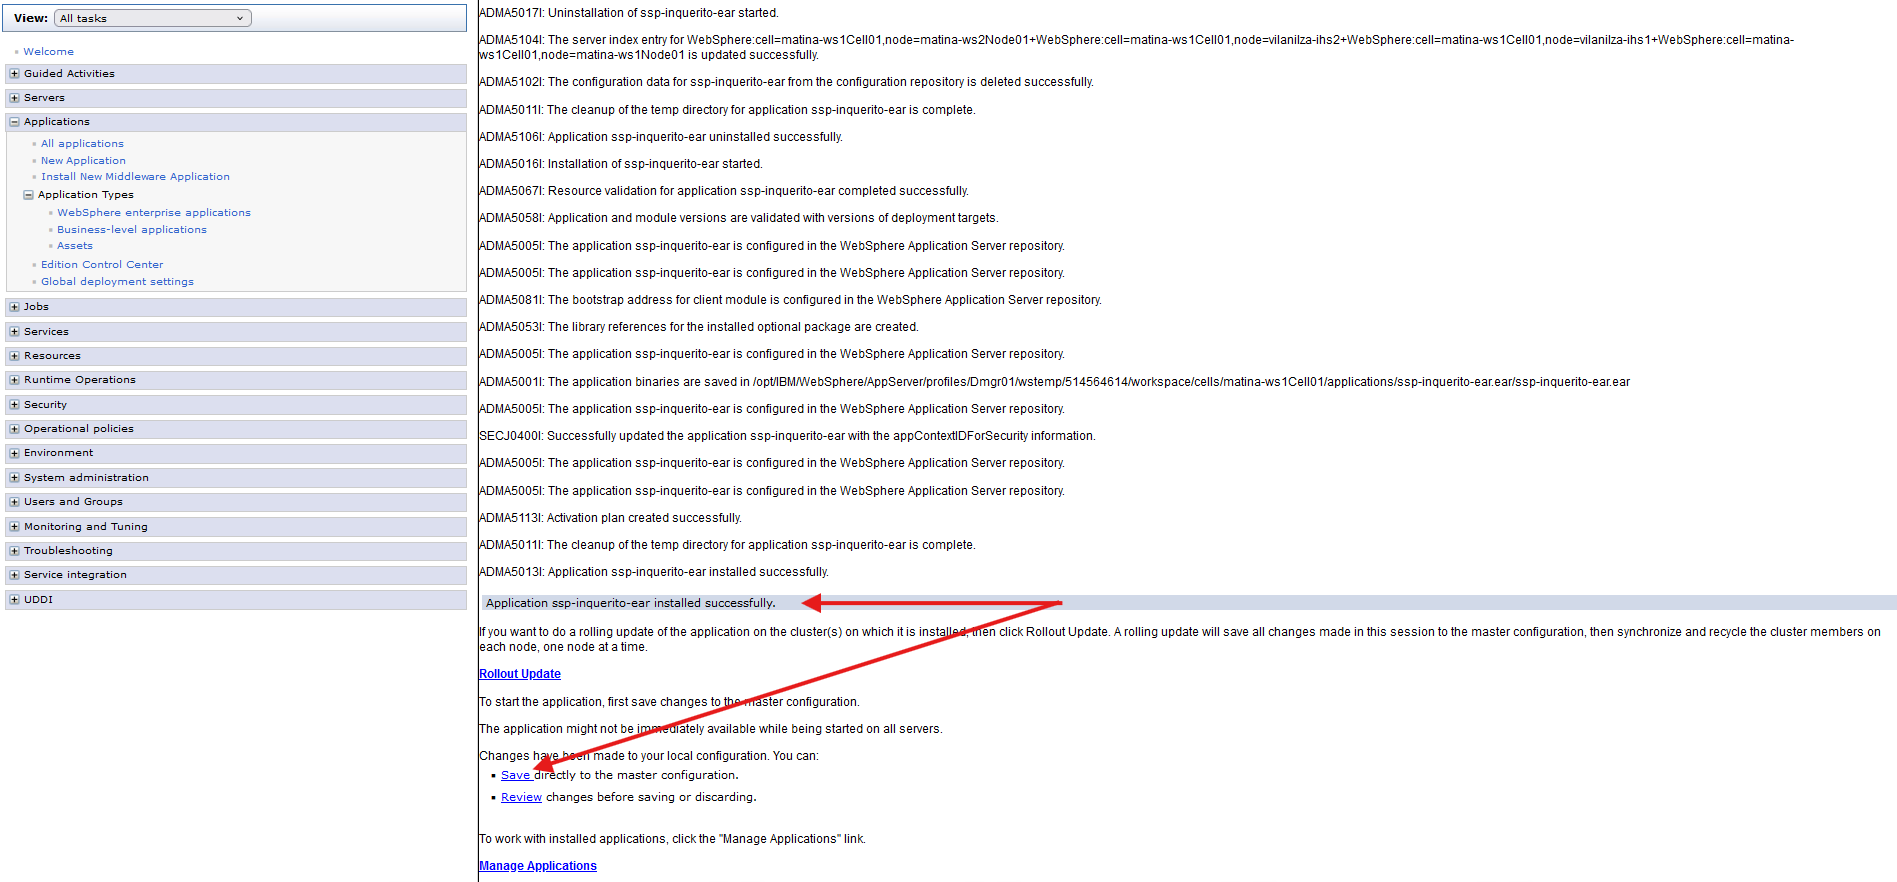 View: All tasks
Welcome
Guided Activities
Servers
Applications
All applications
New Application
Install New Middleware Application
Application Types
WebSphere enterprise applications
Business-level applications
Assets
Edition Control Center
Global deployment settings
Jobs
Services
Resources
Runtime Operations
Security
Operational policies
Environment
System administration
Users and Groups
Monitoring and Tuning
Troubleshooting
Service integration
UDDI
ADMA5017I: Uninstallation of ssp-inquerito-ear started.
ADMA5104I: The server index entry for WebSphere:cell=matina-ws1Cell01,node=matina-ws2Node01+WebSphere:cell=matina-ws1Cell01,node=vilanilza-ihs2+WebSphere:cell=matina-ws1Cell01,node=vilanilza-ihs1+WebSphere:cell=matina-
ws1Cell01,node=matina-ws1Node01 is updated successfully.
ADMA5102I: The configuration data for ssp-inquerito-ear from the configuration repository is deleted successfully.
ADMA5011I: The cleanup of the temp directory for application ssp-inquerito-ear is complete.
ADMA5106I: Application ssp-inquerito-ear uninstalled successfully.
ADMA5016I: Installation of ssp-inquerito-ear started.
ADMA5067I: Resource validation for application ssp-inquerito-ear completed successfully.
ADMA5058I: Application and module versions are validated with versions of deployment targets.
ADMA5005I: The application ssp-inquerito-ear is configured in the WebSphere Application Server repository.
ADMA5005I: The application ssp-inquerito-ear is configured in the WebSphere Application Server repository.
ADMA5081I: The bootstrap address for client module is configured in the WebSphere Application Server repository.
ADMA5053I: The library references for the installed optional package are created.
ADMA5005I: The application ssp-inquerito-ear is configured in the WebSphere Application Server repository.
ADMA5001I: The application binaries are saved in /opt/IBM/WebSphere/AppServer/profiles/Dmgr01/wstemp/514564614/workspace/cells/matina-ws1Cell01/applications/ssp-inquerito-ear.ear/ssp-inquerito-ear.ear
ADMA5005I: The application ssp-inquerito-ear is configured in the WebSphere Application Server repository.
SECJ0400I: Successfully updated the application ssp-inquerito-ear with the appContextIDForSecurity information.
ADMA5005I: The application ssp-inquerito-ear is configured in the WebSphere Application Server repository.
ADMA5005I: The application ssp-inquerito-ear is configured in the WebSphere Application Server repository.
ADMA5113I: Activation plan created successfully.
ADMA5011I: The cleanup of the temp directory for application ssp-inquerito-ear is complete.
ADMA5013I: Application ssp-inquerito-ear installed successfully.
Application ssp-inquerito-ear installed successfully.
If you want to do a rolling update of the application on the cluster(s) on which it is installed, then click Rollout Update. A rolling update will save all changes made in this session to the master configuration, then synchronize and recycle the cluster members on
each node, one node at a time.
Rollout Update
To start the application, first save changes to the master configuration.
The application might not be immediately available while being started on all servers.
Changes have been made to your local configuration. You can:
Save directly to the master configuration.
Review changes before saving or discarding.
To work with installed applications, click the "Manage Applications" link.
Manage Applications